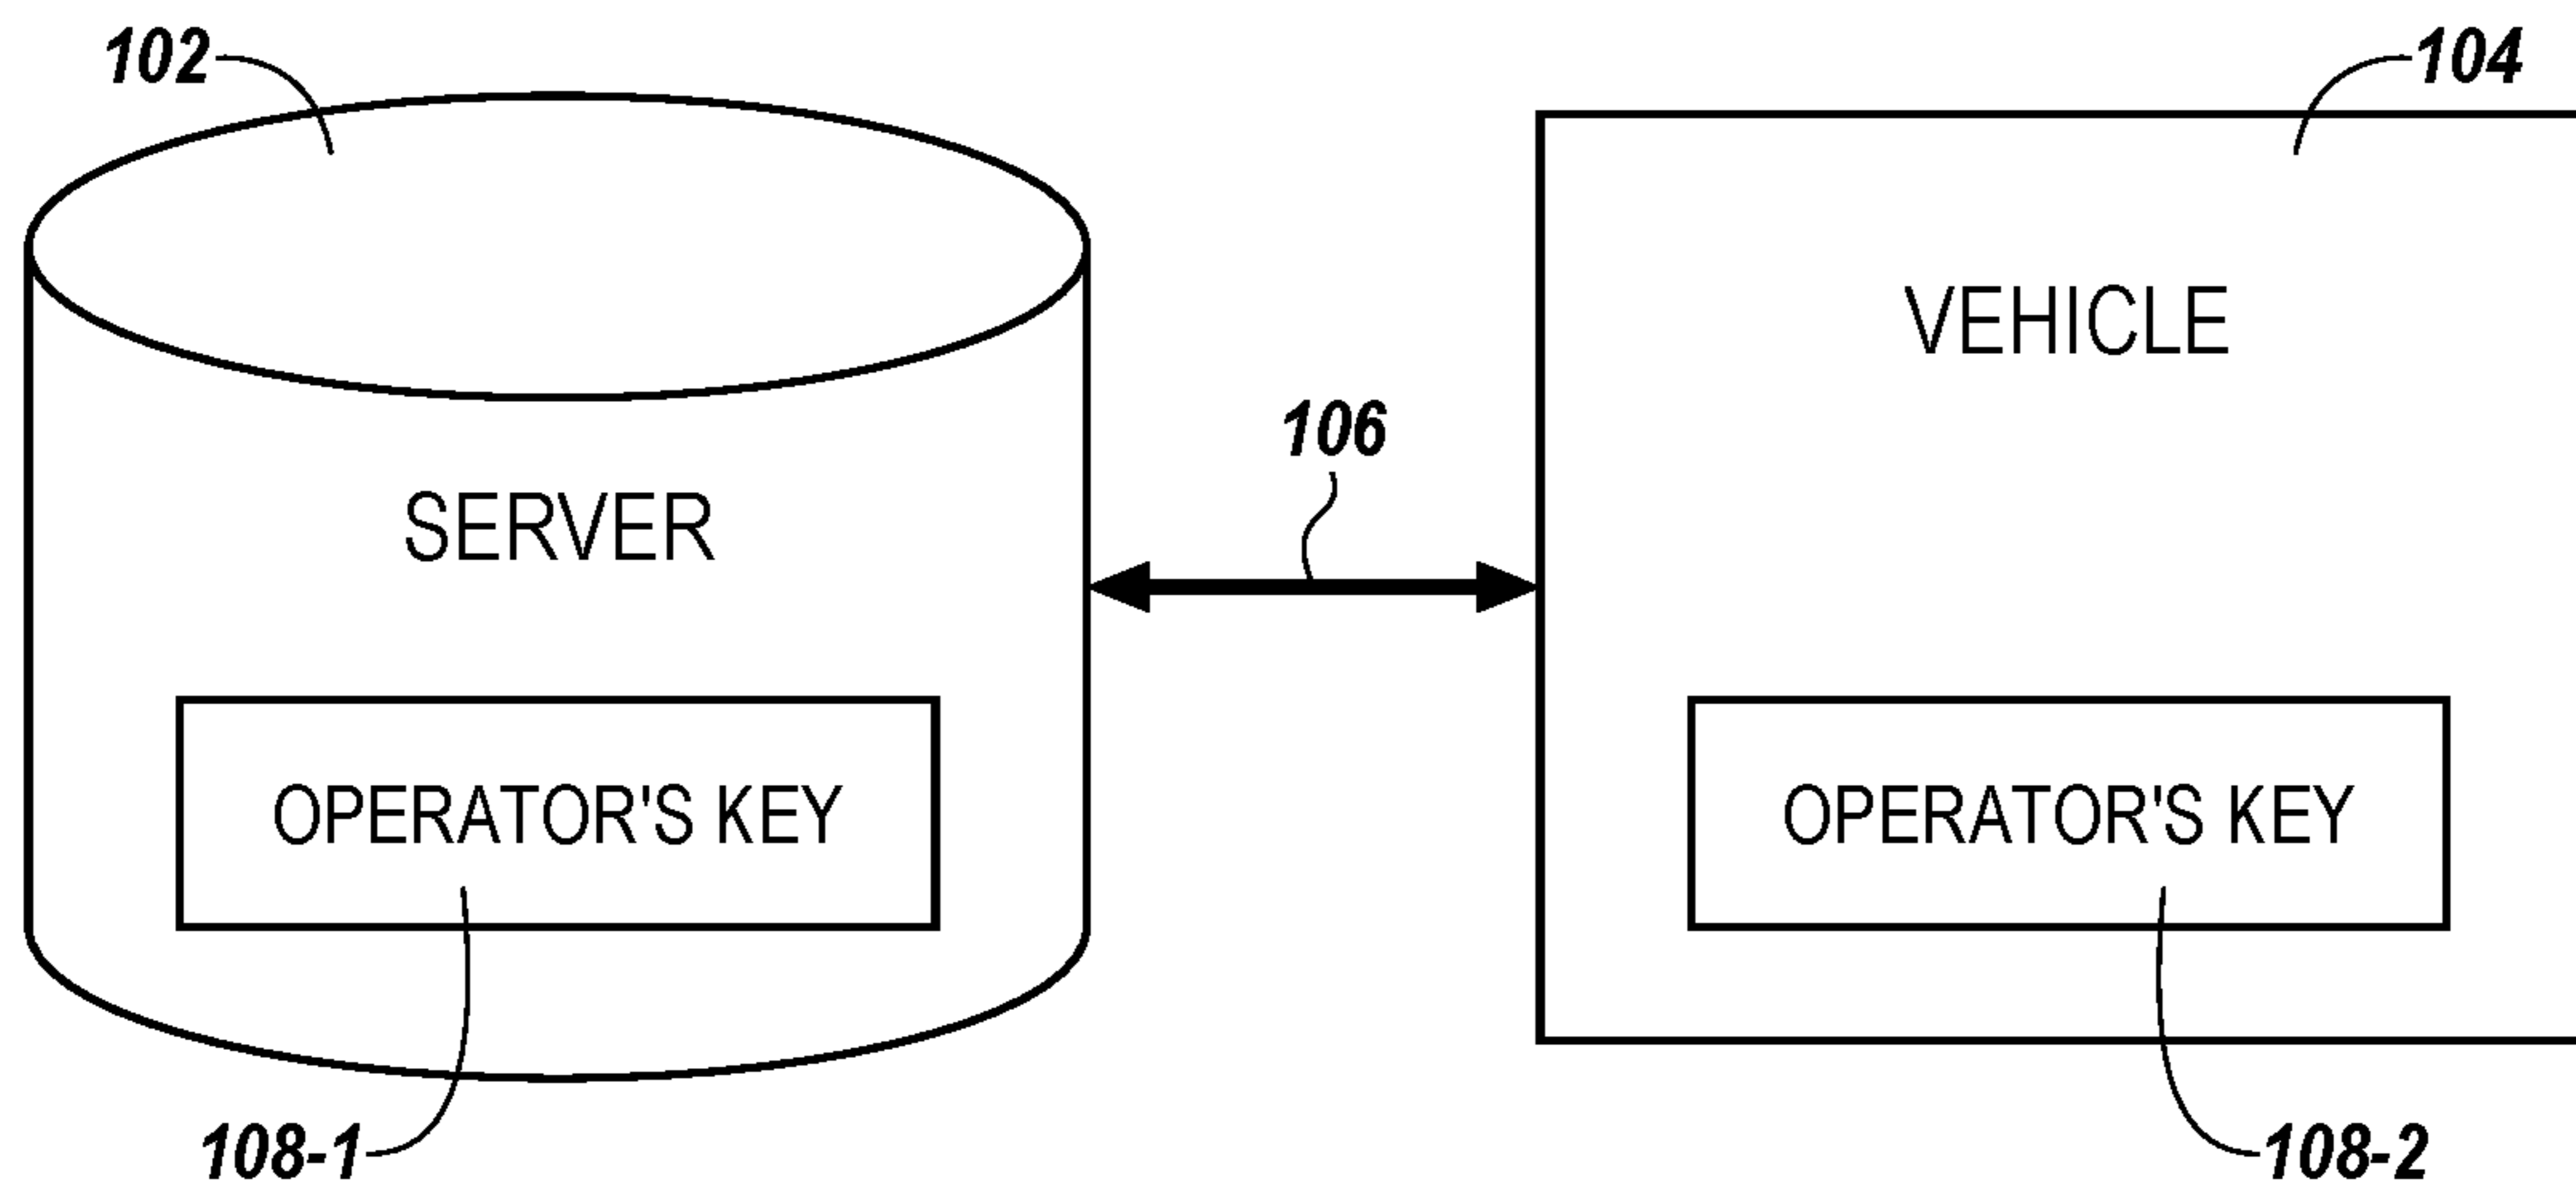 102
104
VEHICLE
106
SERVER
OPERATOR'S KEY
OPERATOR'S KEY
108-1
108-2